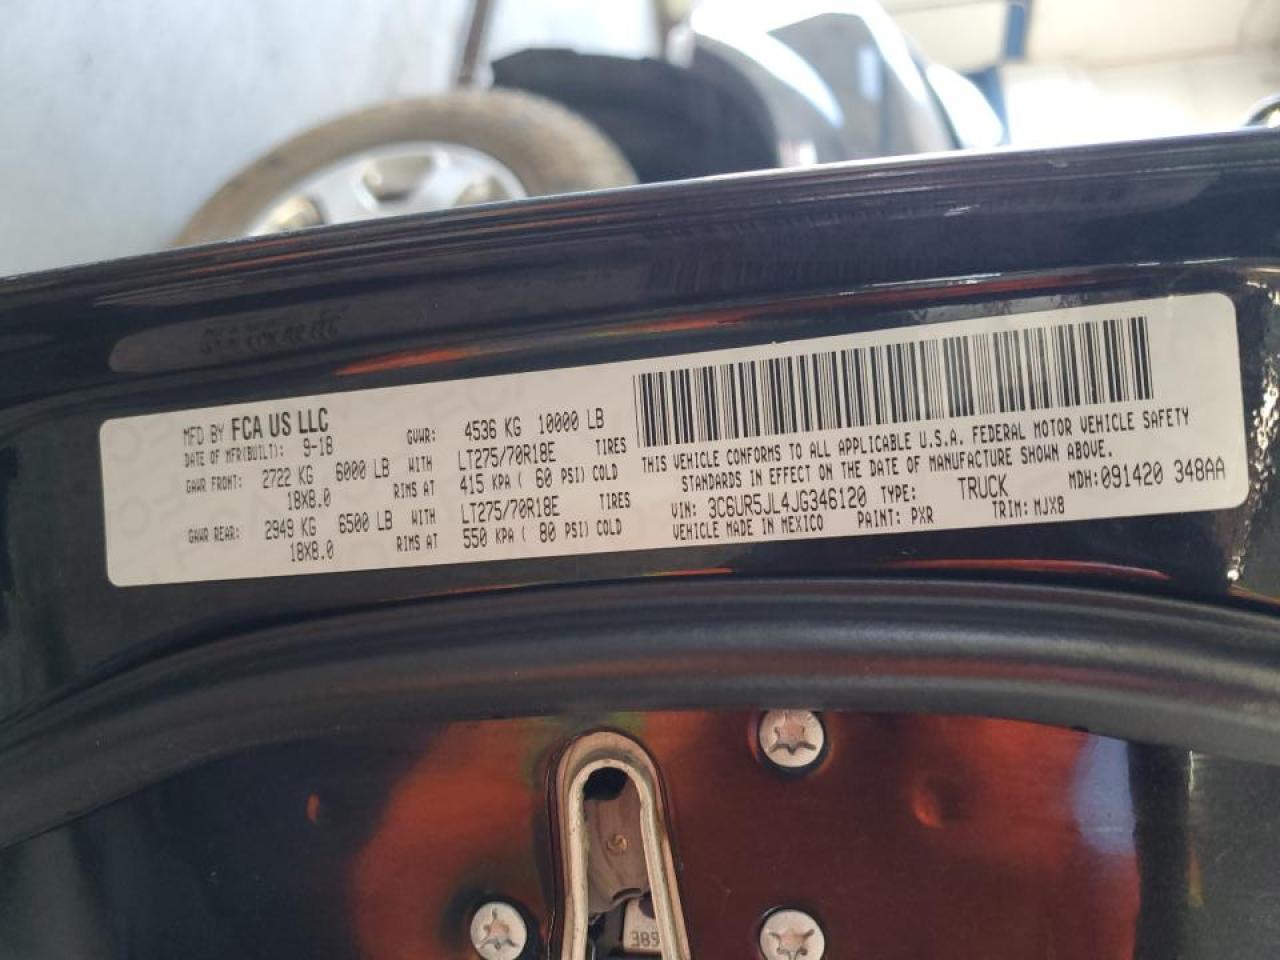 MFD BY FCA US LLC
DATE OF MFR(BUILT): 9-18 GVWR: 4536 KG 10000 LB
GAWR FRONT: 2722 KG 6000 LB WITH LT275/70R18E TIRES
18X8.0 RIMS AT 415 KPA ( 60 PSI) COLD
GAWR REAR: 2949 KG 6500 LB WITH LT275/70R18E TIRES
18X8.0 RIMS AT 550 KPA ( 80 PSI) COLD
THIS VEHICLE CONFORMS TO ALL APPLICABLE U.S.A. FEDERAL MOTOR VEHICLE SAFETY
STANDARDS IN EFFECT ON THE DATE OF MANUFACTURE SHOWN ABOVE.
VIN: 3C6UR5JL4JG346120 TYPE: TRUCK MDH:091420 348AA
VEHICLE MADE IN MEXICO PAINT: PXR TRIM: MJX8